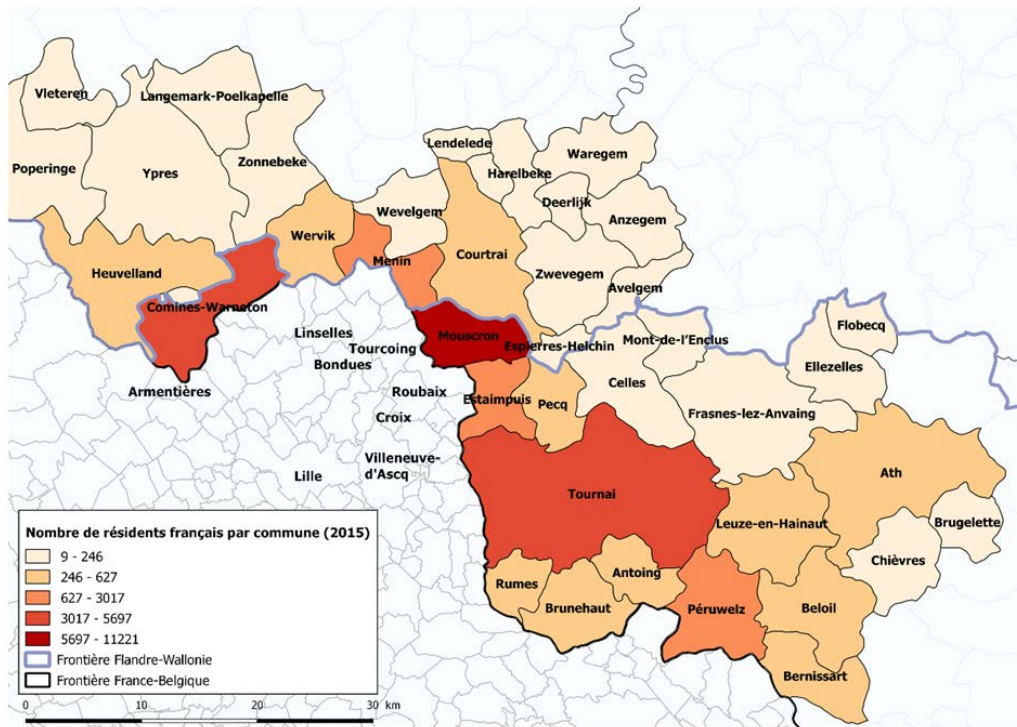 Vleteren
Langemark-Poelkapelle
Poperinge
Ypres
Zonnebeke
Lendelede
Waregem
Harelbeke
Deerlijk
Anzegem
Wevelgem
Wervik
Menin
Courtrai
Zwevegem
Avelgem
Heuvelland
Comines-Warneton
Mouscron
Espierres-Helchin
Mont-de-l'Enclus
Flobecq
Ellezelles
Linselles
Tourcoing
Bondues
Armentières
Roubaix
Croix
Estaimpuis
Pecq
Celles
Frasnes-lez-Anvaing
Villeneuve-
d'Ascq
Lille
Tournai
Ath
Leuze-en-Hainaut
Brugelette
Chièvres
Rumes
Antoing
Brunehaut
Péruwelz
Beloil
Bernissart
Nombre de résidents français par commune (2015)
9 - 246
246 - 627
627 - 3017
3017 - 5697
5697 - 11221
Frontière Flandre-Wallonie
Frontière France-Belgique
0 10 20 30 km